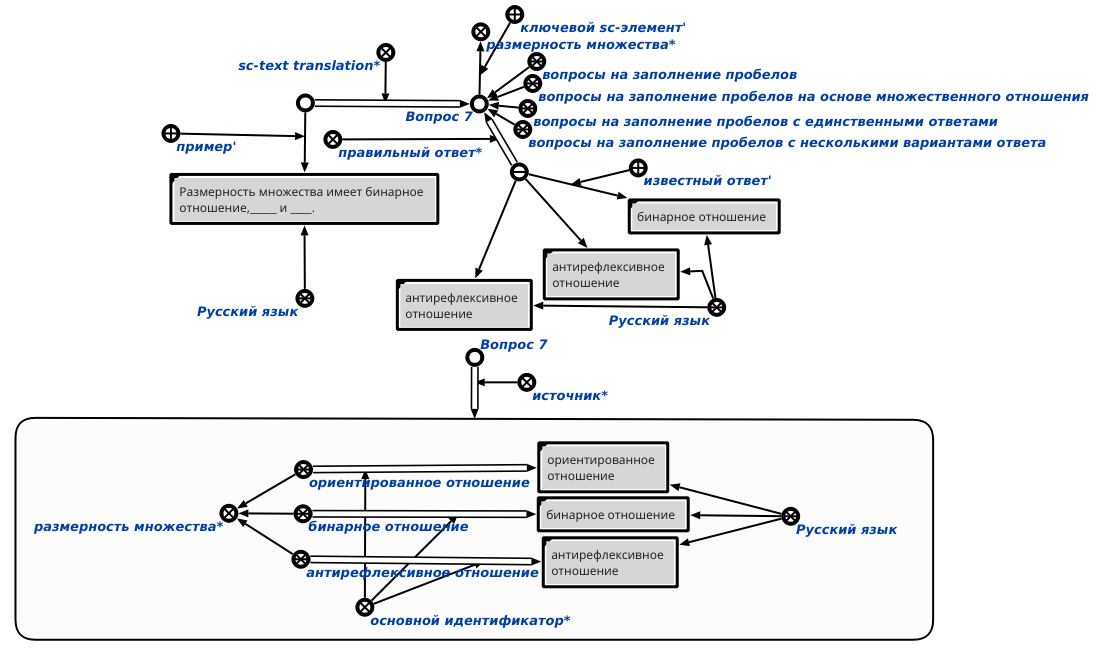 ключевой sc-элемент'
размерность множества*
sc-text translation*
вопросы на заполнение пробелов
вопросы на заполнение пробелов на основе множественного отношения
Вопрос 7
вопросы на заполнение пробелов с единственными ответами
пример'
правильный ответ*
вопросы на заполнение пробелов с несколькими вариантами ответа
известный ответ'
Размерность множества имеет бинарное
отношение,_____ и ____.
бинарное отношение
антирефлексивное
отношение
антирефлексивное
отношение
Русский язык
Русский язык
Вопрос 7
источник*
ориентированное
отношение
ориентированное отношение
бинарное отношение
размерность множества*
бинарное отношение
Русский язык
антирефлексивное
отношение
антирефлексивное отношение
основной идентификатор*